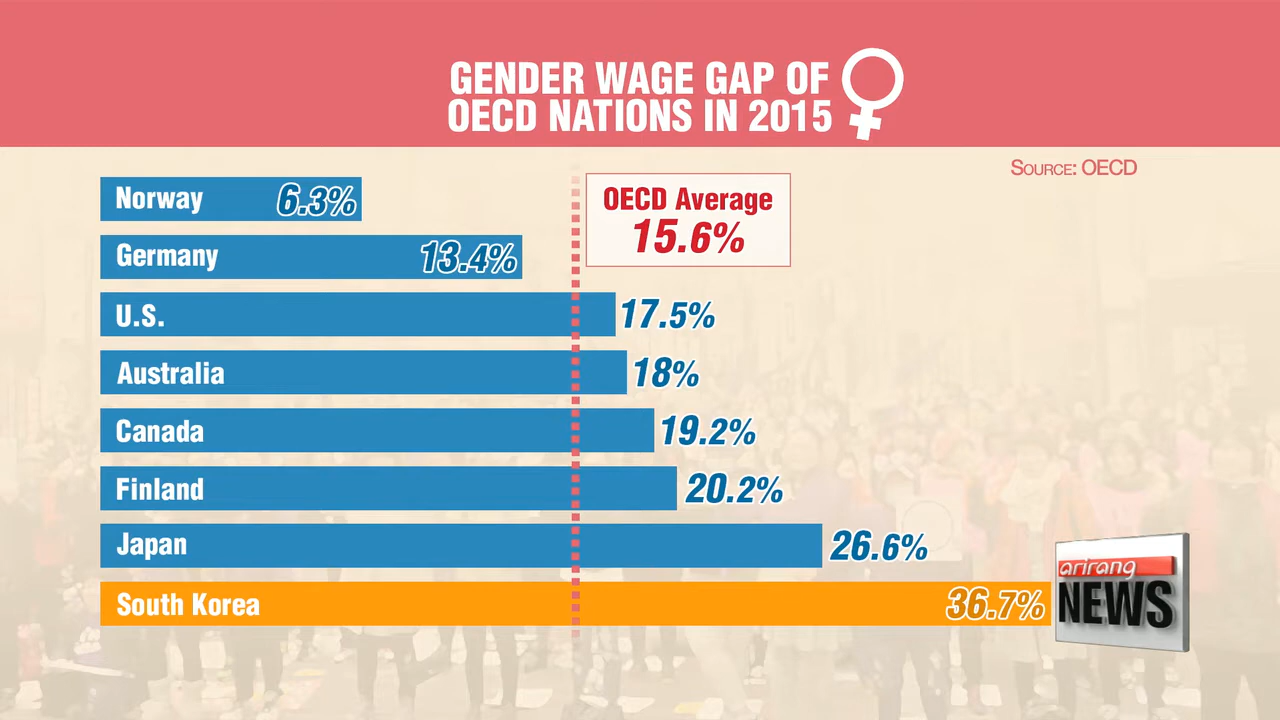 GENDER WAGE GAP OF
OECD NATIONS IN 2015
SOURCE: OECD
Norway 6.3%
OECD Average
15.6%
Germany 13.4%
U.S. 17.5%
Australia 18%
Canada 19.2%
Finland 20.2%
Japan 26.6%
South Korea 36.7%
arirang
NEWS